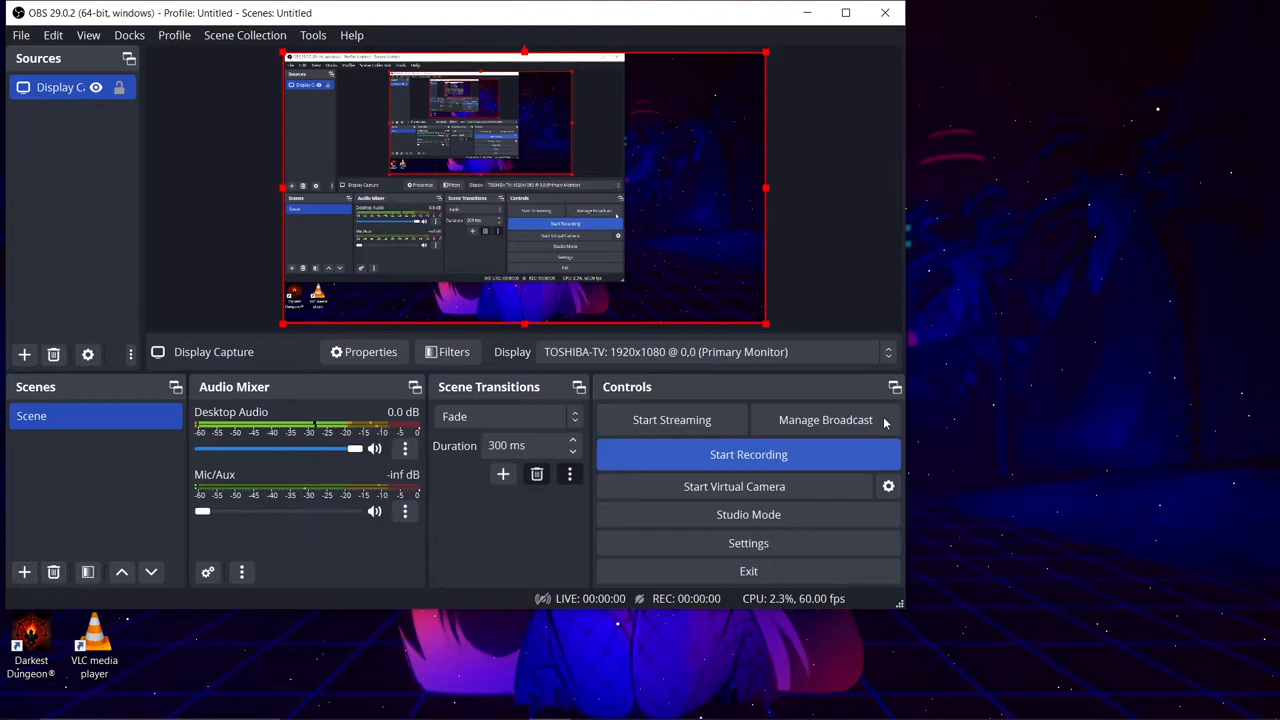 OBS 29.0.2 (64-bit, windows) - Profile: Untitled - Scenes: Untitled
File Edit View Docks Profile Scene Collection Tools Help
Sources
Display C
Display Capture Properties Filters Display TOSHIBA-TV: 1920x1080 @ 0,0 (Primary Monitor)
Scenes
Scene
Audio Mixer
Desktop Audio 0.0 dB
-60 -55 -50 -45 -40 -35 -30 -25 -20 -15 -10 -5 0
Mic/Aux -inf dB
-60 -55 -50 -45 -40 -35 -30 -25 -20 -15 -10 -5 0
Scene Transitions
Fade
Duration 300 ms
Controls
Start Streaming Manage Broadcast
Start Recording
Start Virtual Camera
Studio Mode
Settings
Exit
LIVE: 00:00:00 REC: 00:00:00 CPU: 2.3%, 60.00 fps
Darkest
Dungeon®
VLC media
player